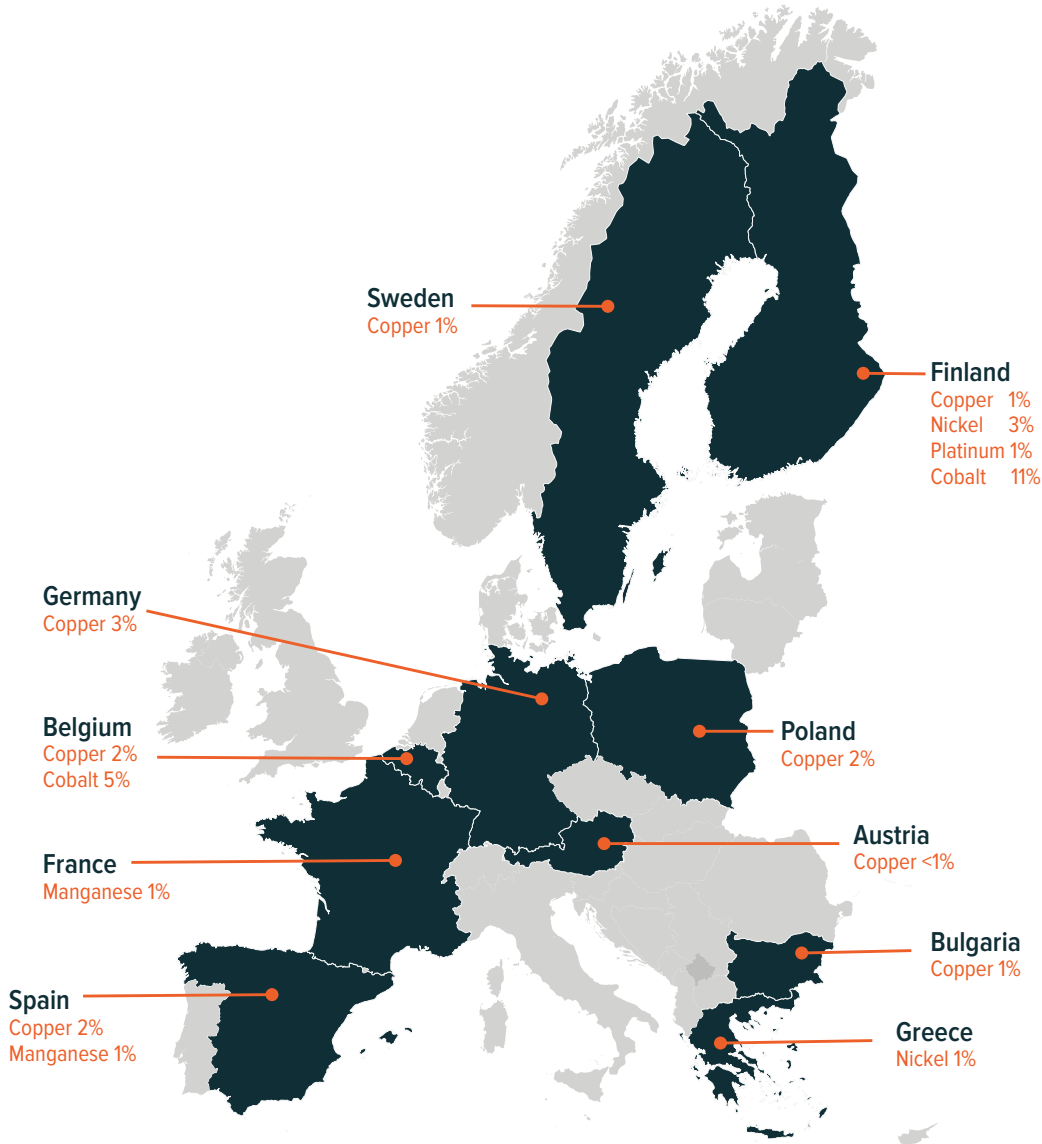 Sweden
Copper 1%
Finland
Copper 1%
Nickel 3%
Platinum 1%
Cobalt 11%
Germany
Copper 3%
Belgium
Copper 2%
Cobalt 5%
Poland
Copper 2%
Austria
Copper <1%
France
Manganese 1%
Bulgaria
Copper 1%
Spain
Copper 2%
Manganese 1%
Greece
Nickel 1%